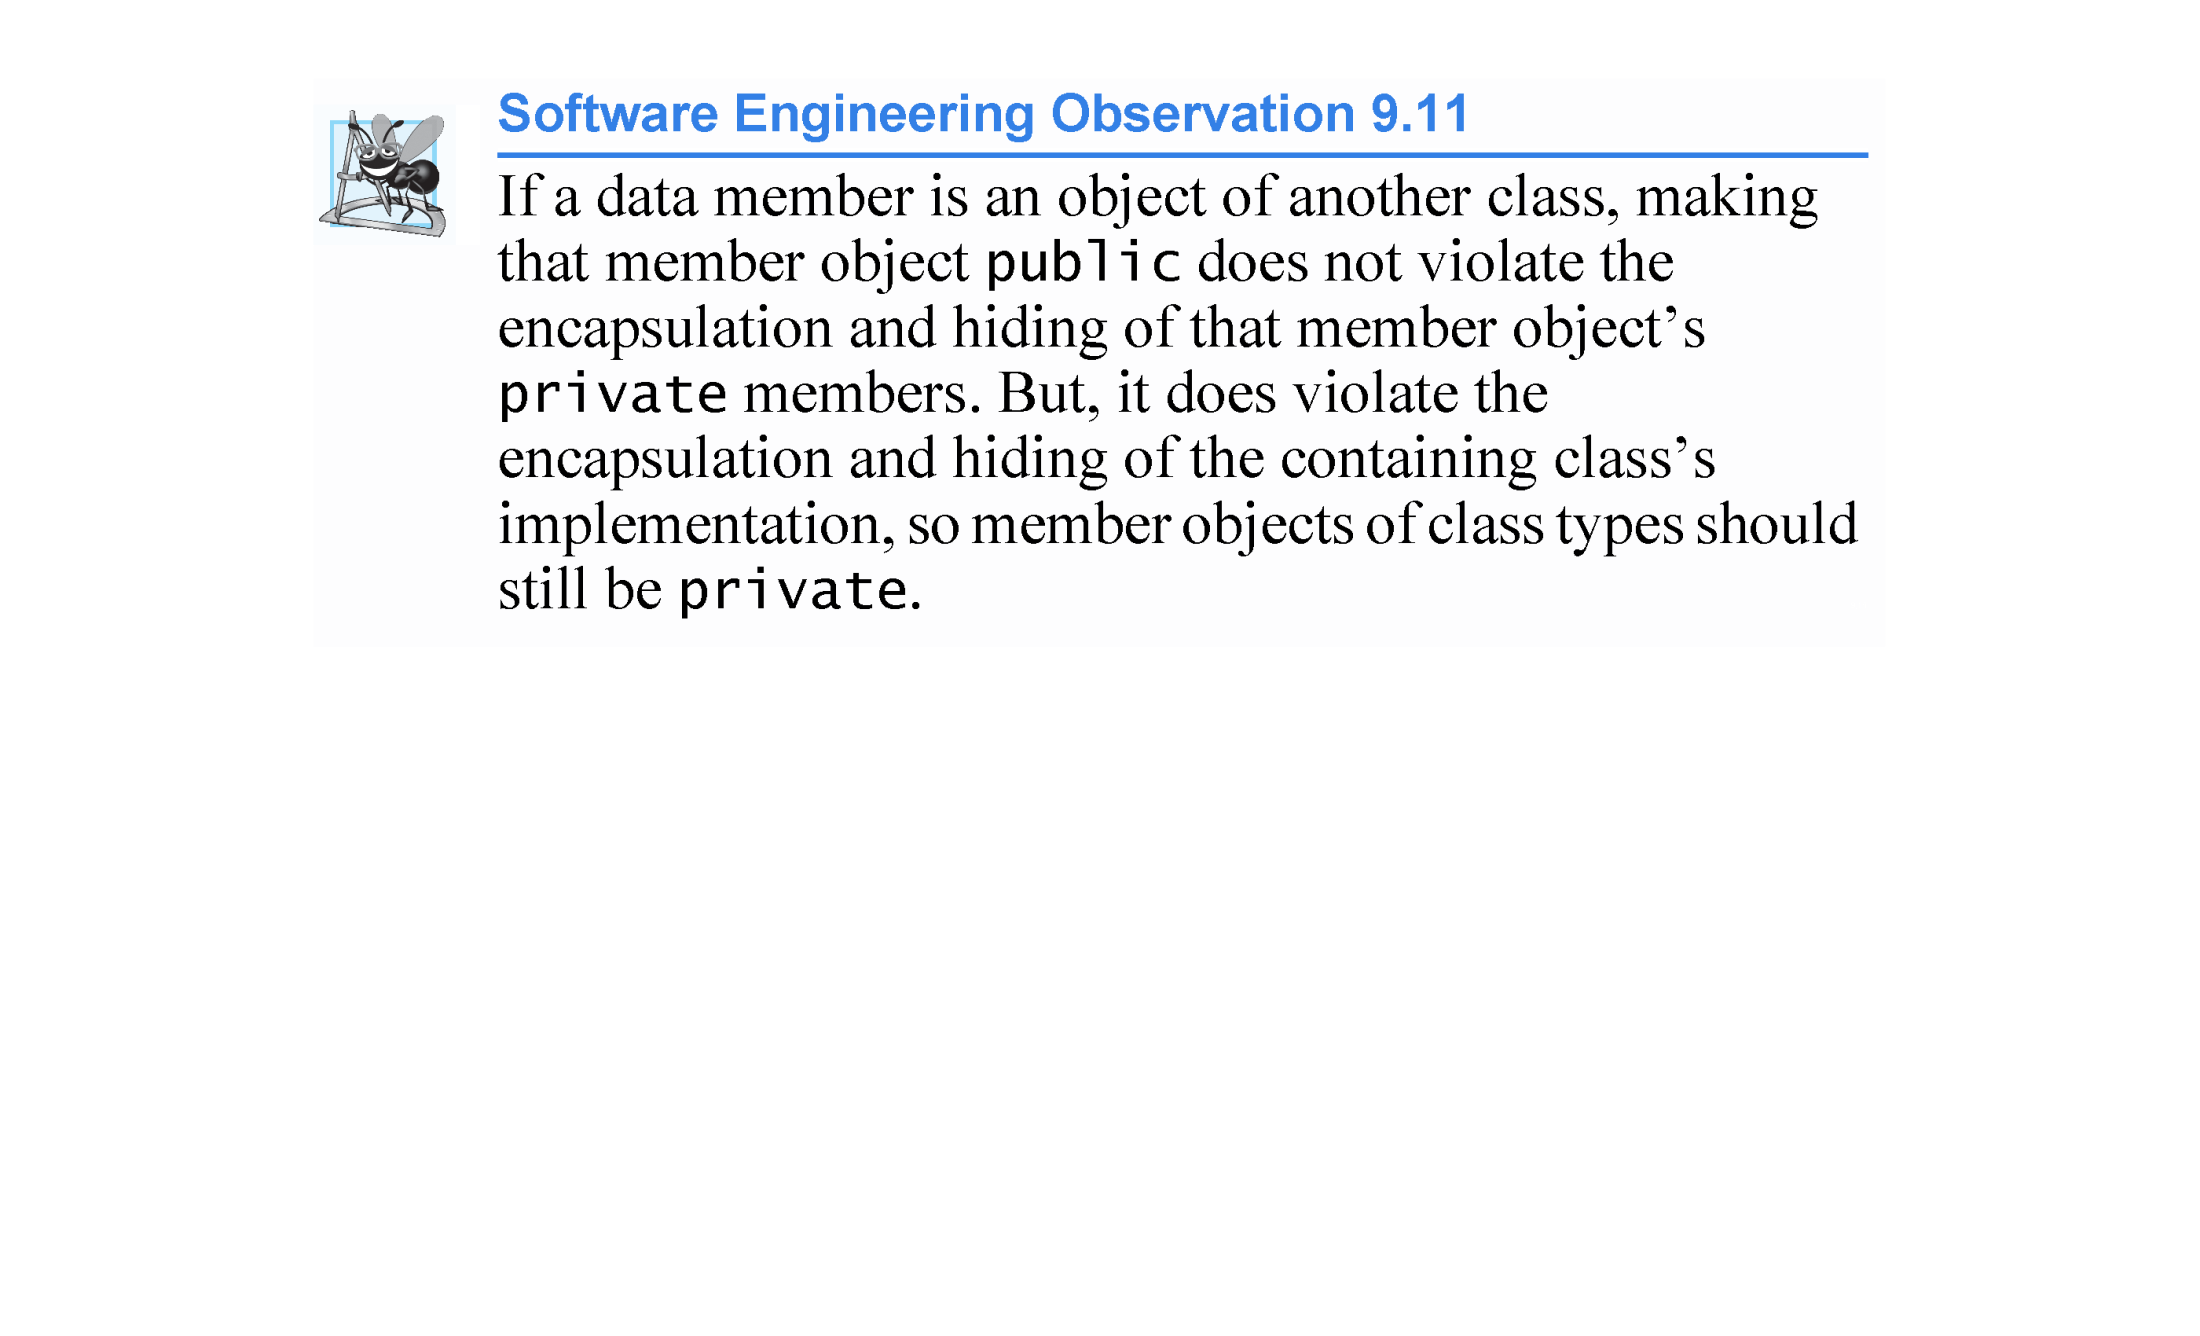 Software Engineering Observation 9.11
If a data member is an object of another class, making
that member object public does not violate the
encapsulation and hiding of that member object’s
private members. But, it does violate the
encapsulation and hiding of the containing class’s
implementation, so member objects of class types should
still be private.